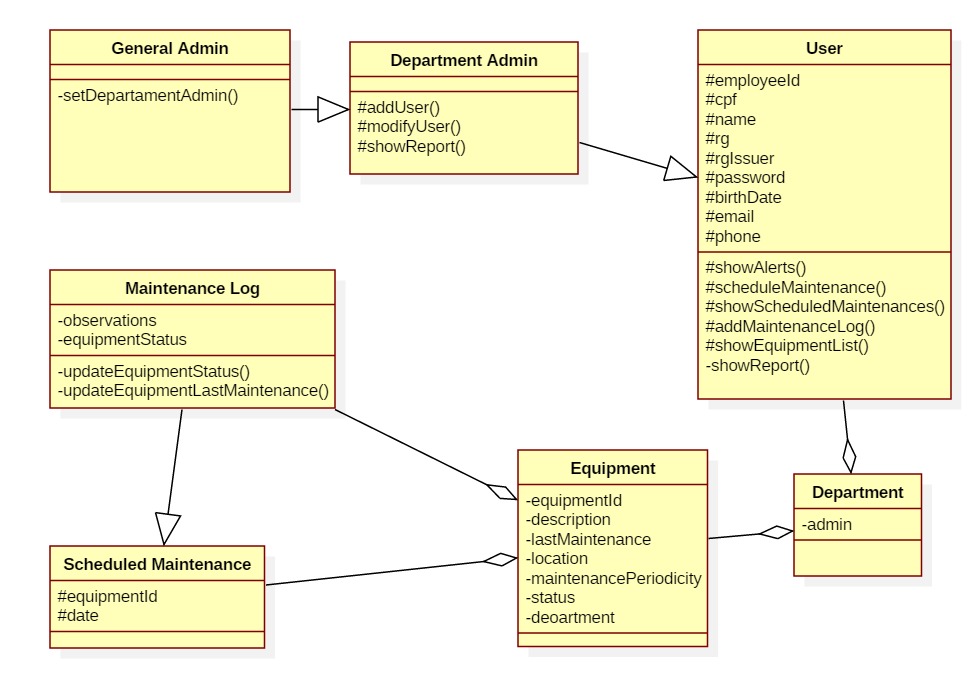 General Admin
-setDepartamentAdmin()
Department Admin
#addUser()
#modifyUser()
#showReport()
User
#employeeId
#cpf
#name
#rg
#rgIssuer
#password
#birthDate
#email
#phone
#showAlerts()
#scheduleMaintenance()
#showScheduledMaintenances()
#addMaintenanceLog()
#showEquipmentList()
-showReport()
Maintenance Log
-observations
-equipmentStatus
-updateEquipmentStatus()
-updateEquipmentLastMaintenance()
Equipment
-equipmentId
-description
-lastMaintenance
-location
-maintenancePeriodicity
-status
-deoartment
Department
-admin
Scheduled Maintenance
#equipmentId
#date